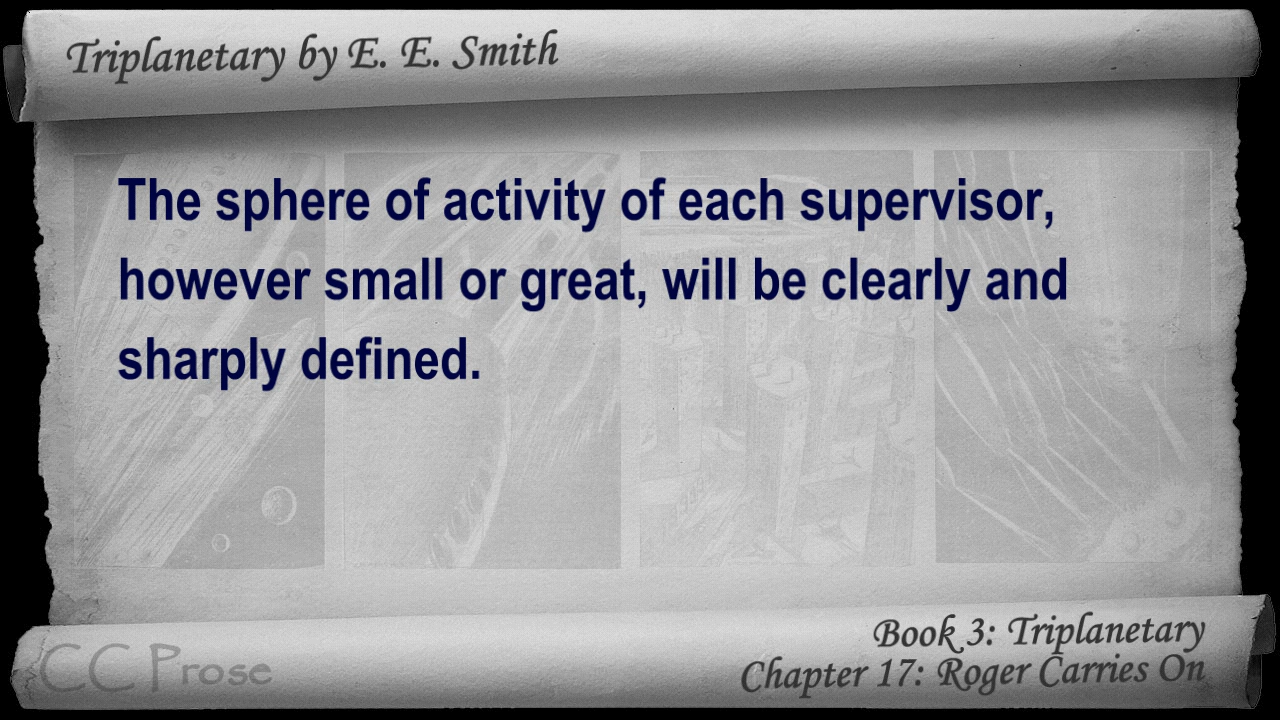 Triplanetary by E. E. Smith
The sphere of activity of each supervisor,
however small or great, will be clearly and
sharply defined.
CC Prose
Book 3: Triplanetary
Chapter 17: Roger Carries On